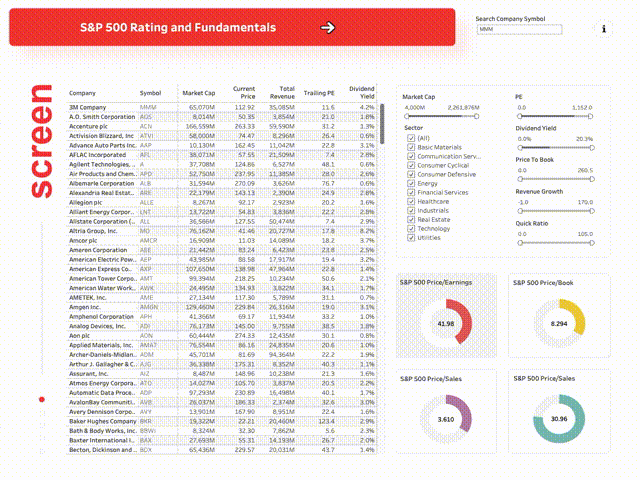 S&P 500 Rating and Fundamentals
Search Company Symbol
MMM
screen
Company Symbol Market Cap Current Price Total Revenue Trailing PE Dividend Yield
3M Company MMM 65,070M 112.92 35,085M 11.6 4.2%
A.O. Smith Corporation AOS 8,014M 50.35 3,854M 21.0 1.8%
Accenture plc ACN 166,559M 263.33 59,590M 31.2 1.3%
Activision Blizzard, Inc ATVI 58,000M 74.47 8,296M 26.4 0.6%
Advance Auto Parts Inc. AAP 10,130M 162.45 11,042M 22.8 3.1%
AFLAC Incorporated AFL 38,071M 57.55 21,509M 7.4 2.8%
Agilent Technologies, .. A 37,708M 124.86 6,527M 48.1 0.6%
Air Products and Chem.. APD 52,750M 237.95 11,385M 28.0 2.6%
Albemarle Corporation ALB 31,594M 270.09 3,626M 76.7 0.6%
Alexandria Real Estat.. ARE 22,179M 143.13 2,390M 24.9 2.8%
Allegion plc ALLE 8,267M 92.17 2,923M 20.2 1.6%
Alliant Energy Corpor.. LNT 13,722M 54.83 3,836M 22.2 2.8%
Allstate Corporation (.. ALL 36,586M 127.55 50,474M 7.4 2.9%
Altria Group, Inc. MO 76,162M 41.46 20,727M 17.8 8.2%
Amcor plc AMCR 16,909M 11.03 14,089M 18.2 3.7%
Ameren Corporation AEE 21,442M 83.24 6,423M 23.8 2.5%
American Electric Pow.. AEP 43,985M 88.58 17,917M 19.4 3.2%
American Express Co.. AXP 107,650M 138.98 47,964M 22.8 1.4%
American Tower Corpo.. AMT 99,394M 218.25 10,234M 50.6 2.1%
American Water Work.. AWK 24,495M 134.93 3,822M 34.1 1.7%
AMETEK, Inc. AME 27,134M 117.30 5,789M 31.1 0.7%
Amgen Inc. AMGN 129,460M 229.84 26,316M 19.0 3.1%
Amphenol Corporation APH 41,366M 69.17 11,934M 33.2 1.0%
Analog Devices, Inc. ADI 76,173M 145.00 9,755M 38.5 1.8%
Aon plc AON 60,444M 274.33 12,435M 30.1 0.8%
Applied Materials, Inc. AMAT 76,554M 86.16 24,835M 20.6 1.0%
Archer-Daniels-Midlan.. ADM 45,701M 81.69 94,364M 22.2 1.9%
Arthur J. Gallagher & C.. AJG 36,338M 175.31 8,352M 40.3 1.1%
Assurant, Inc. AIZ 8,487M 148.96 10,238M 21.3 1.6%
Atmos Energy Corpora.. ATO 14,027M 105.70 3,837M 20.5 2.2%
Automatic Data Proce.. ADP 97,293M 230.89 16,498M 40.1 1.7%
AvalonBay Communiti.. AVB 26,037M 186.33 2,374M 32.6 3.0%
Avery Dennison Corpo.. AVY 13,901M 167.90 8,951M 22.4 1.6%
Baker Hughes Company BKR 19,322M 22.21 20,460M 123.4 2.9%
Bath & Body Works, Inc. BBWI 8,324M 32.30 7,862M 5.6 2.3%
Baxter International I.. BAX 27,693M 55.31 14,193M 26.7 2.0%
Becton, Dickinson and .. BDX 65,436M 229.57 20,031M 43.7 1.4%
Market Cap
4,000M 2,261,876M
Sector
(All)
Basic Materials
Communication Serv...
Consumer Cyclical
Consumer Defensive
Energy
Financial Services
Healthcare
Industrials
Real Estate
Technology
Utilities
PE
0.0 1,152.0
Dividend Yield
0.0% 20.3%
Price To Book
0.0 260.5
Revenue Growth
-1.0 170.0
Quick Ratio
0.0 105.0
S&P 500 Price/Earnings
41.98
S&P 500 Price/Book
8.294
S&P 500 Price/Sales
3.610
S&P 500 Price/Sales
30.96